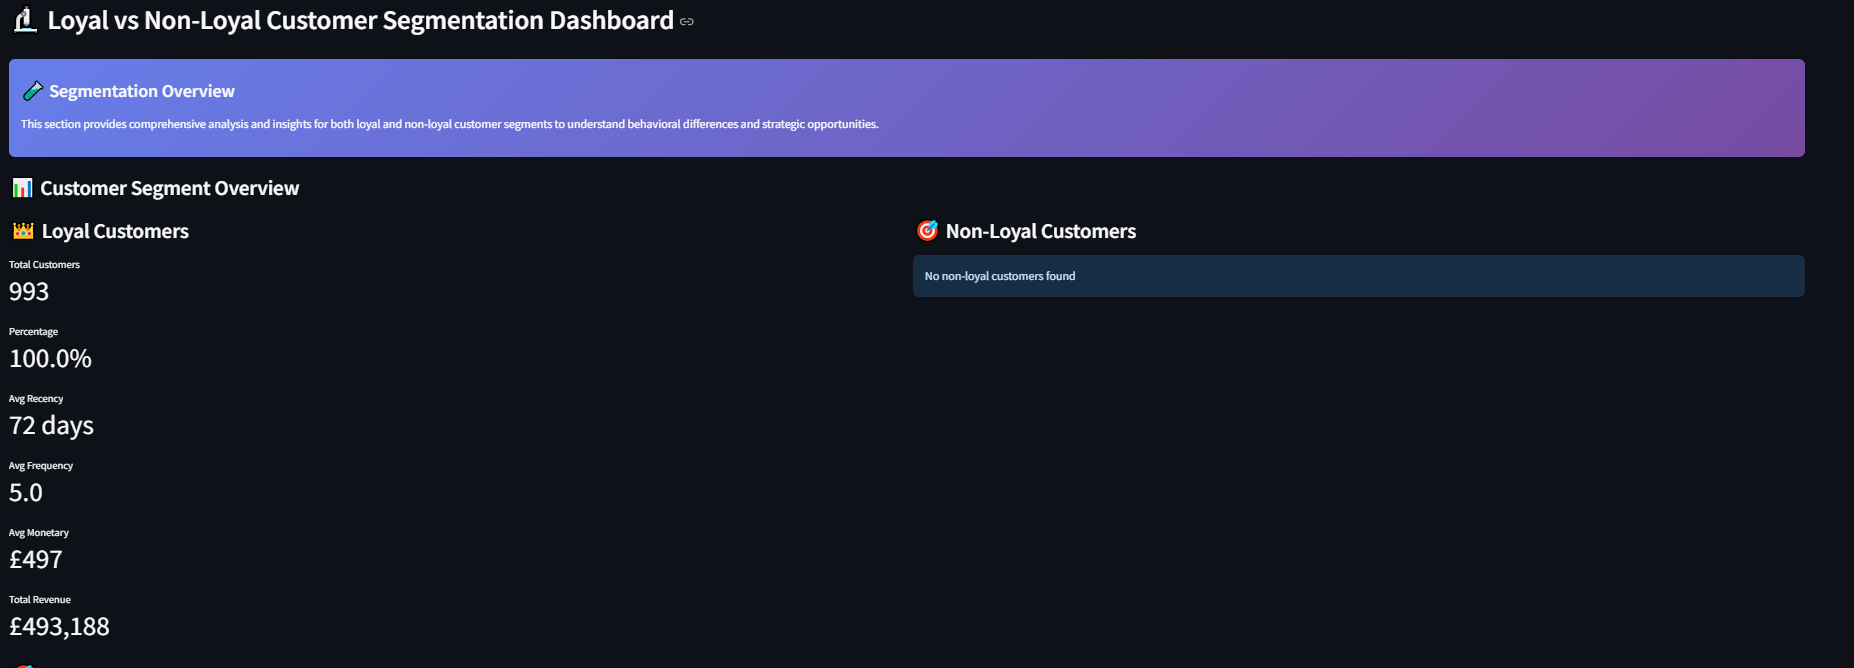 Loyal vs Non-Loyal Customer Segmentation Dashboard
Segmentation Overview
This section provides comprehensive analysis and insights for both loyal and non-loyal customer segments to understand behavioral differences and strategic opportunities.
Customer Segment Overview
Loyal Customers
Total Customers
993
Percentage
100.0%
Avg Recency
72 days
Avg Frequency
5.0
Avg Monetary
£497
Total Revenue
£493,188
Non-Loyal Customers
No non-loyal customers found